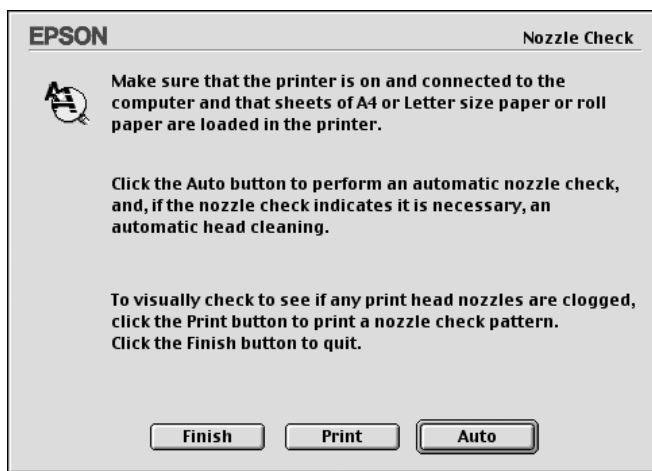 EPSON
Nozzle Check
Make sure that the printer is on and connected to the
computer and that sheets of A4 or Letter size paper or roll
paper are loaded in the printer.
Click the Auto button to perform an automatic nozzle check,
and, if the nozzle check indicates it is necessary, an
automatic head cleaning.
To visually check to see if any print head nozzles are clogged,
click the Print button to print a nozzle check pattern.
Click the Finish button to quit.
Finish
Print
Auto